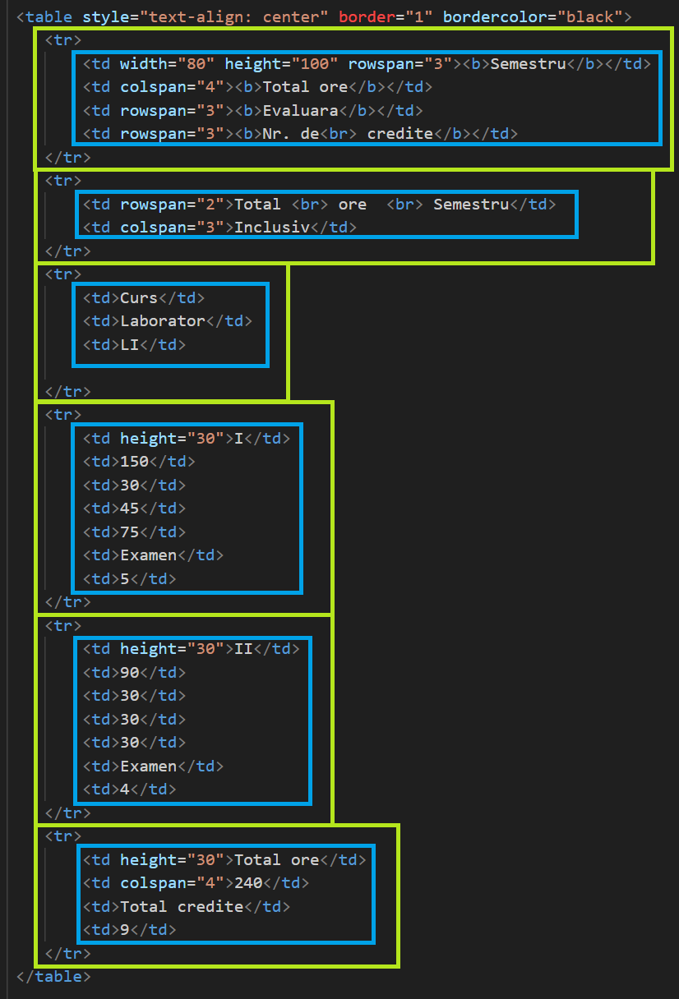 <table style="text-align: center" border="1" bordercolor="black">
<tr>
<td width="80" height="100" rowspan="3"><b>Semestru</b></td>
<td colspan="4"><b>Total ore</b></td>
<td rowspan="3"><b>Evaluara</b></td>
<td rowspan="3"><b>Nr. de<br> credite</b></td>
</tr>
<tr>
<td rowspan="2">Total <br> ore  <br> Semestru</td>
<td colspan="3">Inclusiv</td>
</tr>
<tr>
<td>Curs</td>
<td>Laborator</td>
<td>LI</td>
</tr>
<tr>
<td height="30">I</td>
<td>150</td>
<td>30</td>
<td>45</td>
<td>75</td>
<td>Examen</td>
<td>5</td>
</tr>
<tr>
<td height="30">II</td>
<td>90</td>
<td>30</td>
<td>30</td>
<td>30</td>
<td>Examen</td>
<td>4</td>
</tr>
<tr>
<td height="30">Total ore</td>
<td colspan="4">240</td>
<td>Total credite</td>
<td>9</td>
</tr>
</table>